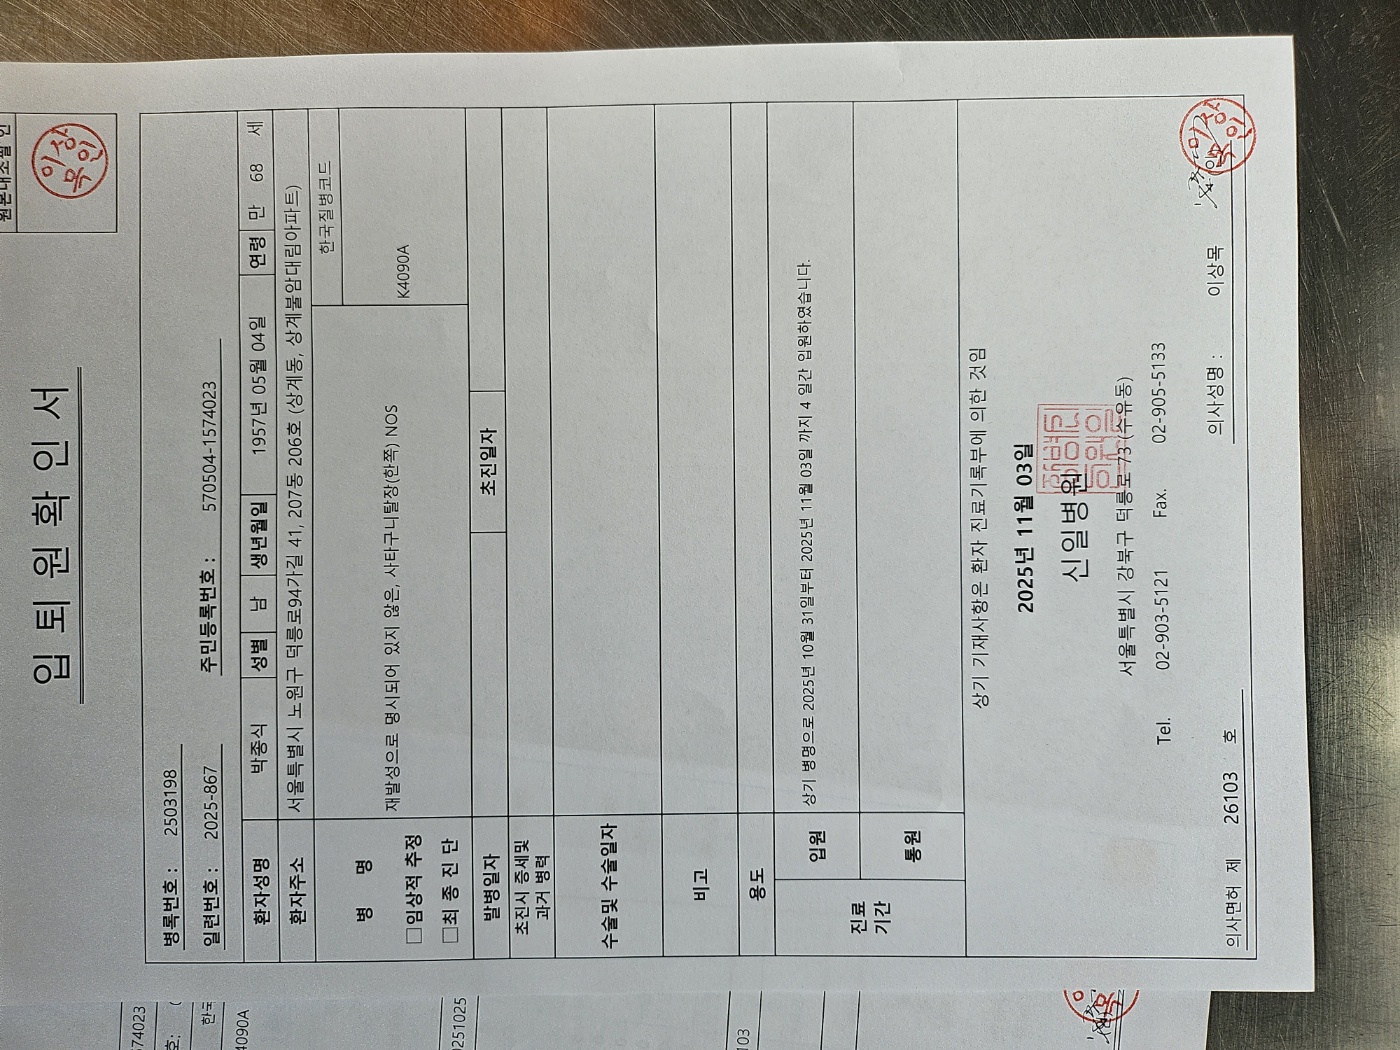 원본대조필 인
입 퇴 원 확 인 서
병록번호 : 2503198
일련번호 : 2025-867
주민등록번호 : 570504-1574023
환자성명 박종식 성별 남 생년월일 1957년 05월 04일 연령 만 68 세
환자주소 서울특별시 노원구 덕릉로94가길 41, 207동 206호 (상계동, 상계불암대림아파트)
병 명
한국질병코드
□임상적 추정
□최 종 진 단
재발성으로 명시되어 있지 않은, 사타구니탈장(한쪽) NOS
K4090A
발병일자
초진일자
초진시 증세및
과거 병력
수술및 수술일자
비고
용도
진료
기간
입원
상기 병명으로 2025년 10월 31일부터 2025년 11월 03일 까지 4 일간 입원하였습니다.
통원
상기 기재사항은 환자 진료기록부에 의한 것임
2025년 11월 03일
신일병원
서울특별시 강북구 덕릉로 73 (수유동)
Tel. 02-903-5121 Fax. 02-905-5133
의사면허 제 26103 호
의사성명 : 이상목
574023
호:
한국
4090A
0251025
103